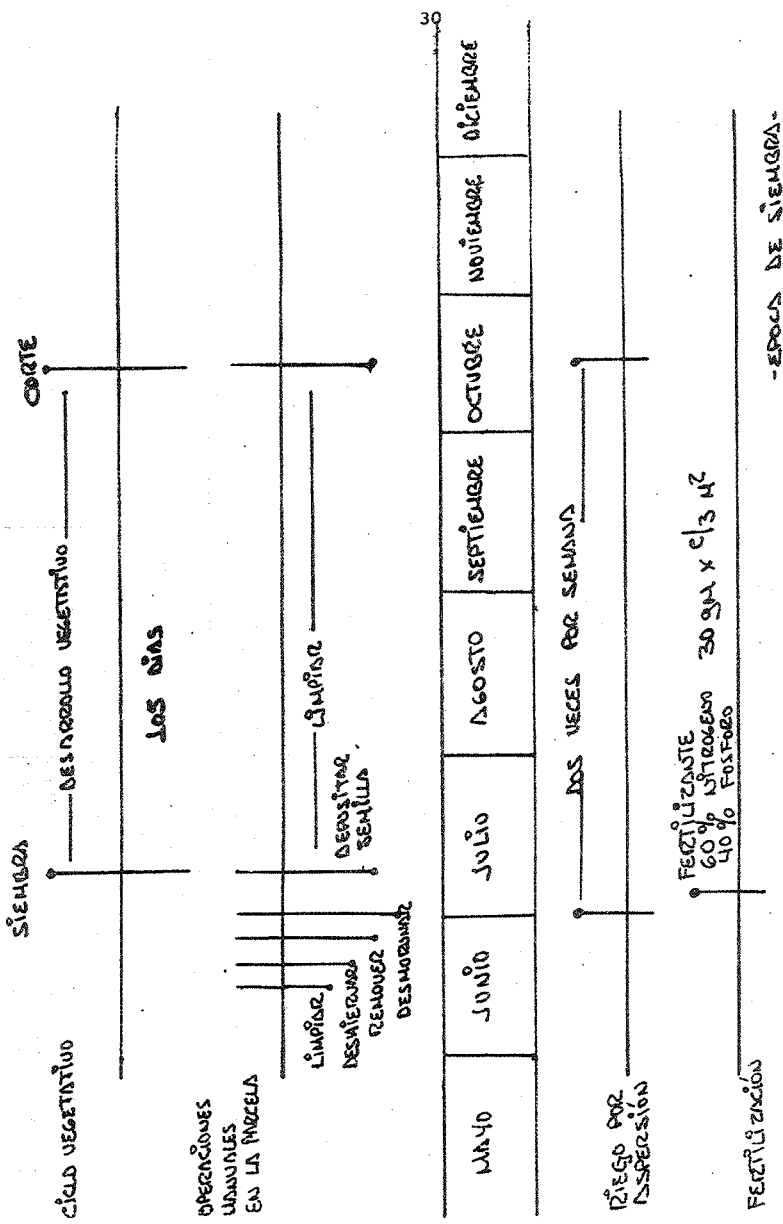 30
CICLO VEGETATIVO
SIEMBRA
DESARROLLO VEGETATIVO
CORTE
105 DÍAS
OPERACIONES
MANUALES
EN LA PARCELA
LIMPIAR
DESHIERBAR
REMOVER
DESMORONAR
DEPOSITAR
SEMILLA.
LIMPIAR
MAYO
JUNIO
JULIO
AGOSTO
SEPTIEMBRE
OCTUBRE
NOVIEMBRE
DICIEMBRE
RIEGO POR
ASPERSIÓN
DOS VECES POR SEMANA
FERTILIZACIÓN
FERTILIZANTE
60% NITROGENO 30 gM x c/3 M²
40% FOSFORO
-EPOCA DE SIEMBRA-